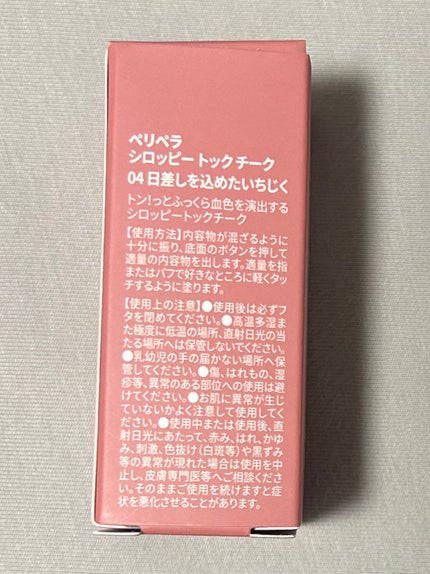 ペリペラ
シロッピー トック チーク
04 日差しを込めたいちじく
トン!っとふっくら血色を演出する
シロッピートックチーク
【使用方法】内容物が混ざるように
十分に振り、底面のボタンを押して
適量の内容物を出します。適量を指
またはパフで好きなところに軽くタッ
チするように塗ります。
【使用上の注意】●使用後は必ずフ
タを閉めてください。●高温多湿ま
た極度に低温の場所、直射日光の当
たる場所へは保管しないでください。
●乳幼児の手の届かない場所へ保
管してください。●傷、はれもの、湿
疹等、異常のある部位への使用は避
けてください。●お肌に異常が生じ
ていないかよく注意して使用してく
ださい。●使用中または使用後、直
射日光にあたって、赤み、はれ、かゆ
み、刺激、色抜け(白斑等)や黒ずみ
等の異常が現れた場合は使用を中
止し、皮膚専門医等へご相談くださ
い。そのままご使用を続けますと症
状を悪化させることがあります。